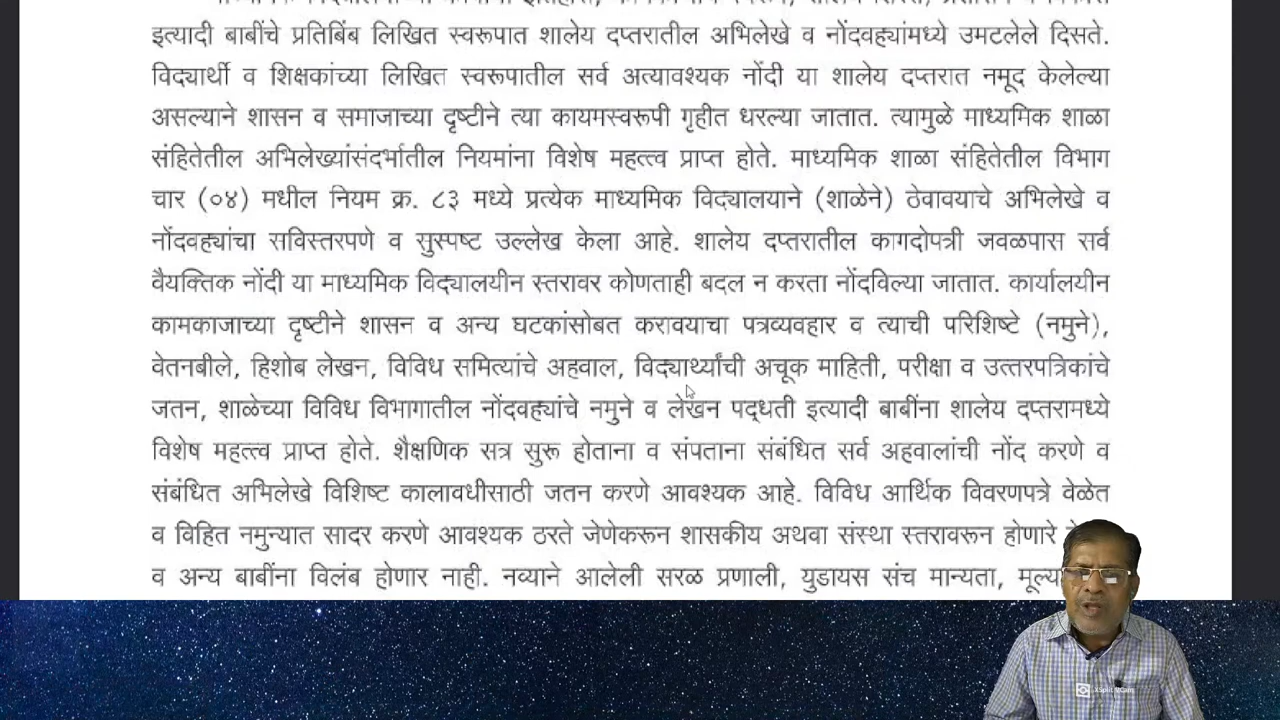 इत्यादी बाबींचे प्रतिबिंब लिखित स्वरूपात शालेय दप्तरातील अभिलेखे व नोंदवह्यांमध्ये उमटलेले दिसते.
विद्यार्थी व शिक्षकांच्या लिखित स्वरूपातील सर्व अत्यावश्यक नोंदी या शालेय दप्तरात नमूद केलेल्या
असल्याने शासन व समाजाच्या दृष्टीने त्या कायमस्वरूपी गृहीत धरल्या जातात. त्यामुळे माध्यमिक शाळा
संहितेतील अभिलेख्यांसंदर्भातील नियमांना विशेष महत्त्व प्राप्त होते. माध्यमिक शाळा संहितेतील विभाग
चार (०४) मधील नियम क्र. ८३ मध्ये प्रत्येक माध्यमिक विद्यालयाने (शाळेने) ठेवावयाचे अभिलेखे व
नोंदवह्यांचा सविस्तरपणे व सुस्पष्ट उल्लेख केला आहे. शालेय दप्तरातील कागदोपत्री जवळपास सर्व
वैयक्तिक नोंदी या माध्यमिक विद्यालयीन स्तरावर कोणताही बदल न करता नोंदविल्या जातात. कार्यालयीन
कामकाजाच्या दृष्टीने शासन व अन्य घटकांसोबत करावयाचा पत्रव्यवहार व त्याची परिशिष्टे (नमुने),
वेतनबीले, हिशोब लेखन, विविध समित्यांचे अहवाल, विद्यार्थ्यांची अचूक माहिती, परीक्षा व उत्तरपत्रिकांचे
जतन, शाळेच्या विविध विभागातील नोंदवह्यांचे नमुने व लेखन पद्धती इत्यादी बाबींना शालेय दप्तरामध्ये
विशेष महत्त्व प्राप्त होते. शैक्षणिक सत्र सुरू होताना व संपताना संबंधित सर्व अहवालांची नोंद करणे व
संबंधित अभिलेखे विशिष्ट कालावधीसाठी जतन करणे आवश्यक आहे. विविध आर्थिक विवरणपत्रे वेळेत
व विहित नमुन्यात सादर करणे आवश्यक ठरते जेणेकरून शासकीय अथवा संस्था स्तरावरून होणारे
व अन्य बाबींना विलंब होणार नाही. नव्याने आलेली सरळ प्रणाली, युडायस संच मान्यता,
XSplit VCam